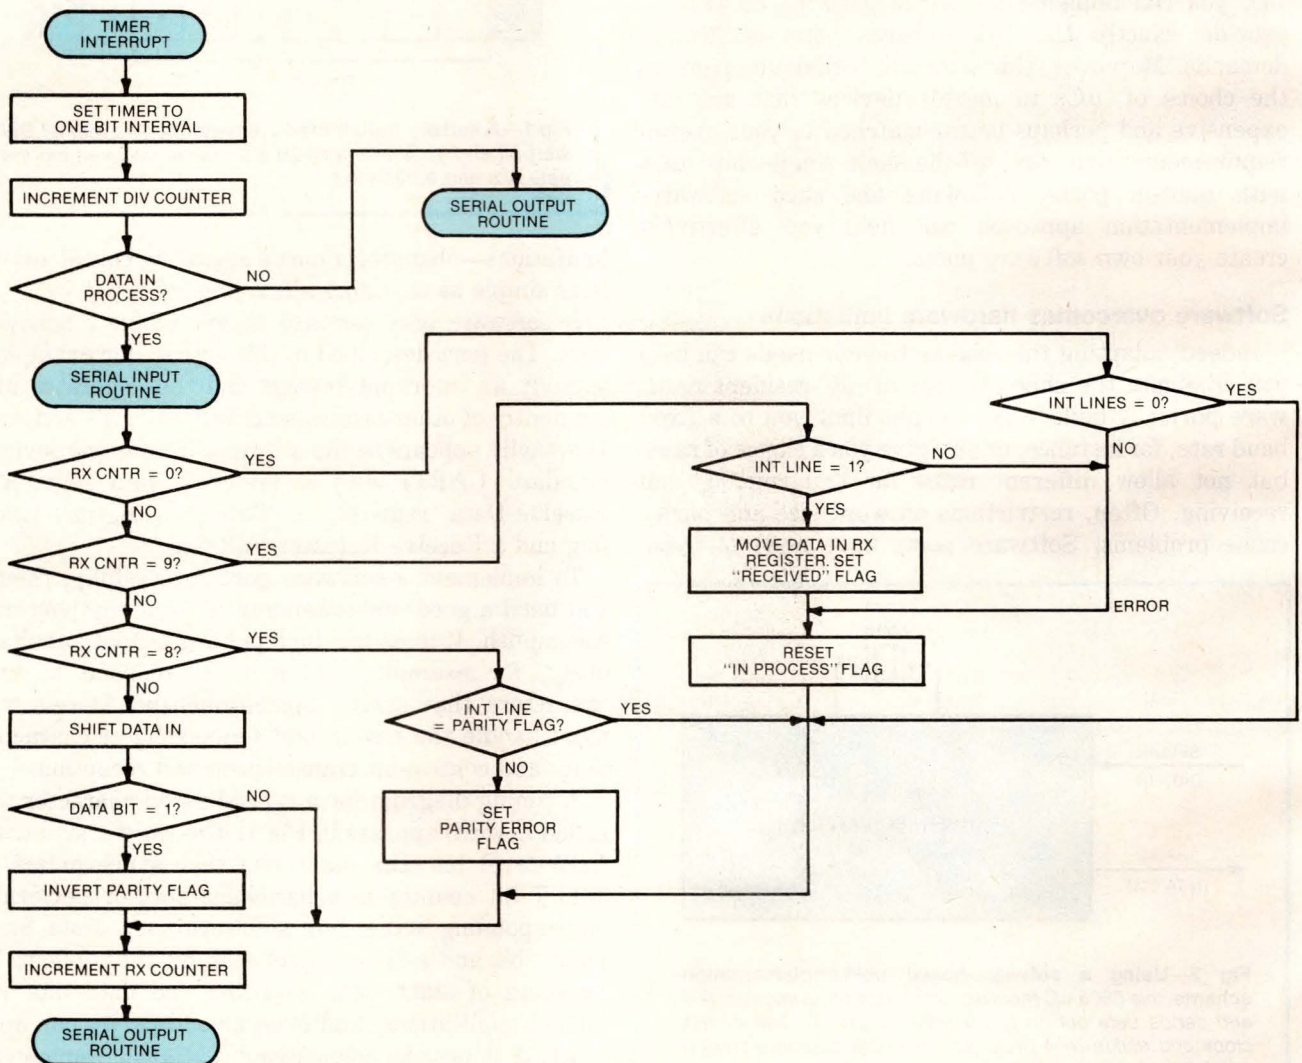 TIMER
INTERRUPT
SET TIMER TO
ONE BIT INTERVAL
INCREMENT DIV COUNTER
SERIAL OUTPUT
ROUTINE
DATA IN
PROCESS?
NO
YES
SERIAL INPUT
ROUTINE
INT LINES = 0?
YES
NO
RX CNTR = 0?
YES
NO
INT LINE = 1?
NO
YES
RX CNTR = 9?
YES
NO
MOVE DATA IN RX
REGISTER. SET
"RECEIVED" FLAG
ERROR
RX CNTR = 8?
YES
NO
RESET
"IN PROCESS" FLAG
SHIFT DATA IN
INT LINE
= PARITY FLAG?
YES
NO
DATA BIT = 1?
NO
YES
SET
PARITY ERROR
FLAG
INVERT PARITY FLAG
INCREMENT RX COUNTER
SERIAL OUTPUT
ROUTINE